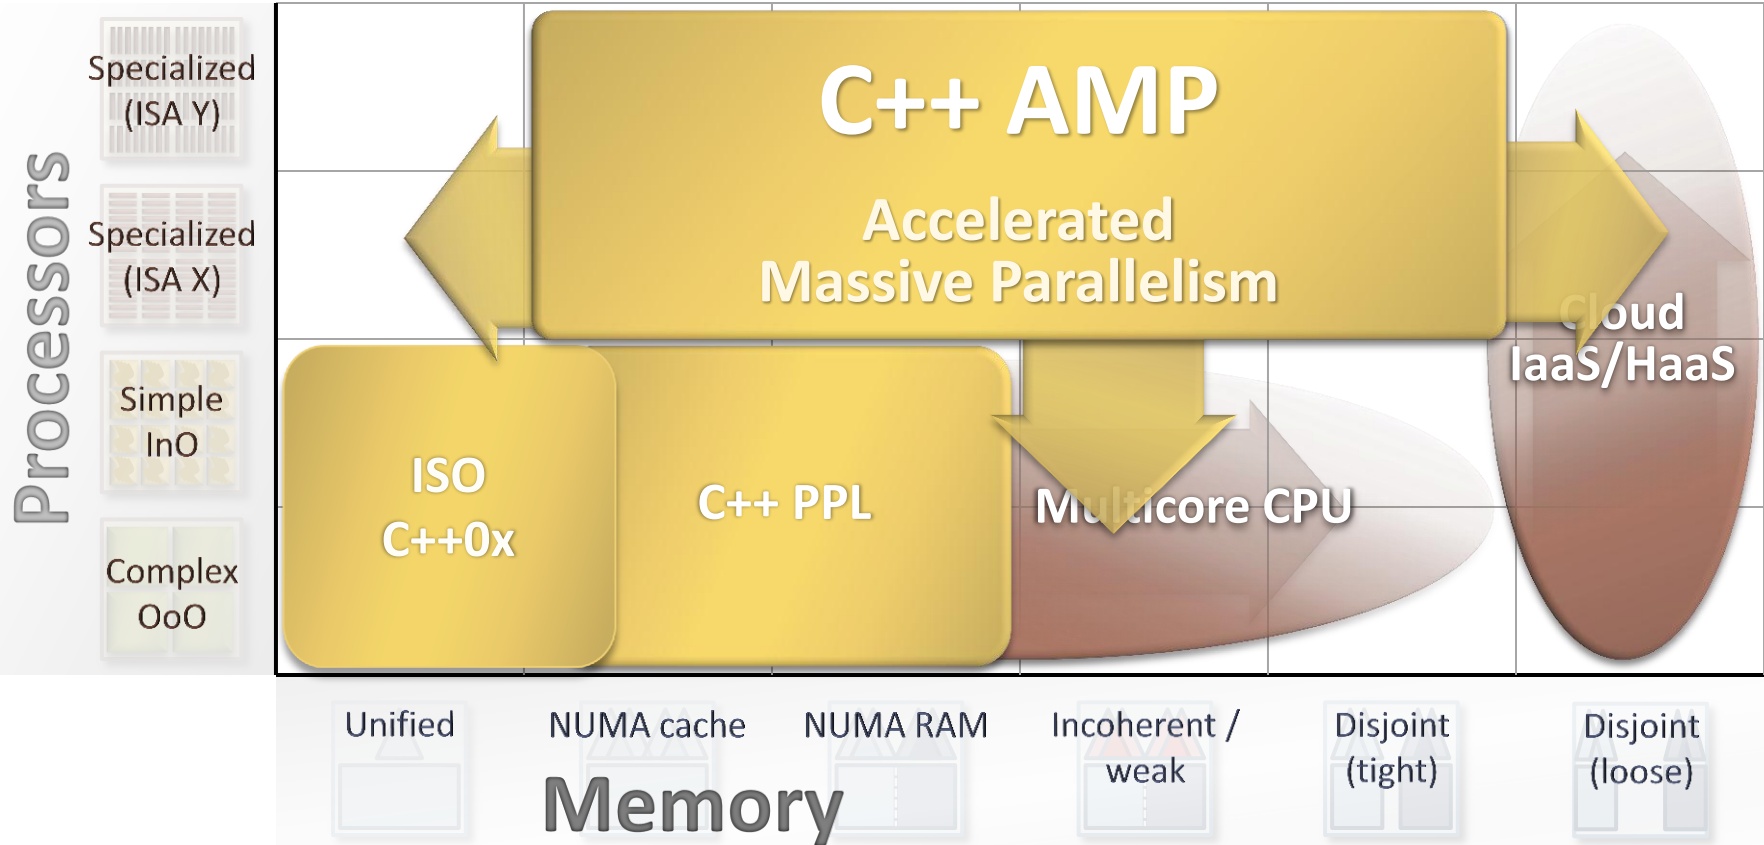 Processors
Specialized
(ISA Y)
Specialized
(ISA X)
Simple
InO
Complex
OoO
C++ AMP
Accelerated
Massive Parallelism
Cloud
IaaS/HaaS
ISO
C++0x
C++ PPL
Multicore CPU
Unified
NUMA cache
NUMA RAM
Incoherent /
weak
Disjoint
(tight)
Disjoint
(loose)
Memory